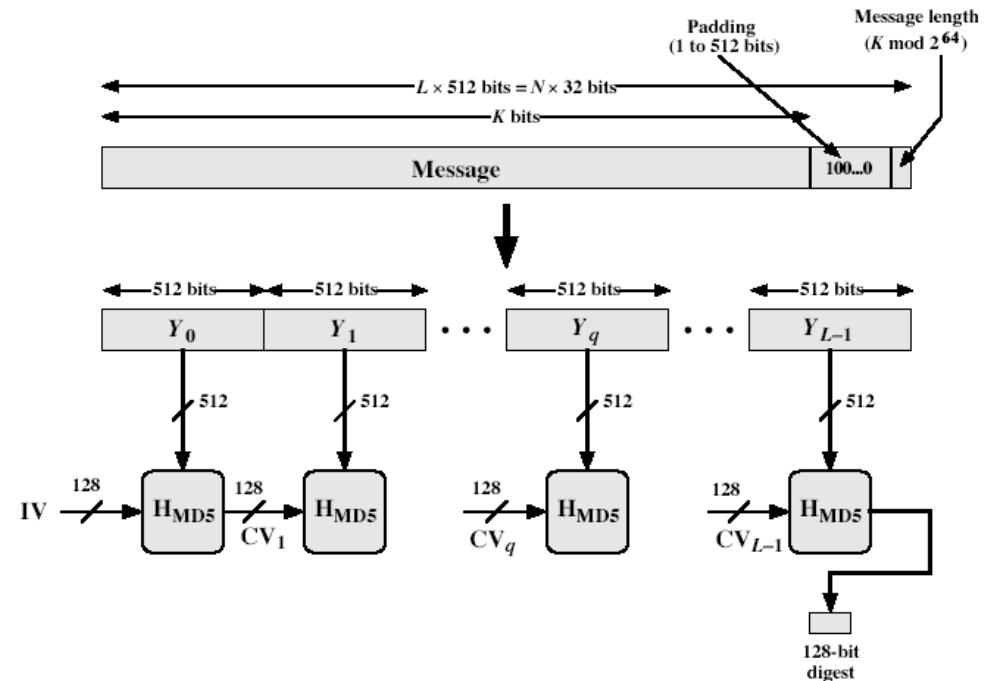 Padding
(1 to 512 bits)
Message length
(K mod 2^64)
L × 512 bits = N × 32 bits
K bits
Message
100...0
512 bits
512 bits
512 bits
512 bits
Y0
Y1
• • •
Yq
• • •
YL–1
512
512
512
512
IV
128
HMD5
128
CV1
HMD5
128
CVq
HMD5
128
CVL–1
HMD5
128-bit
digest